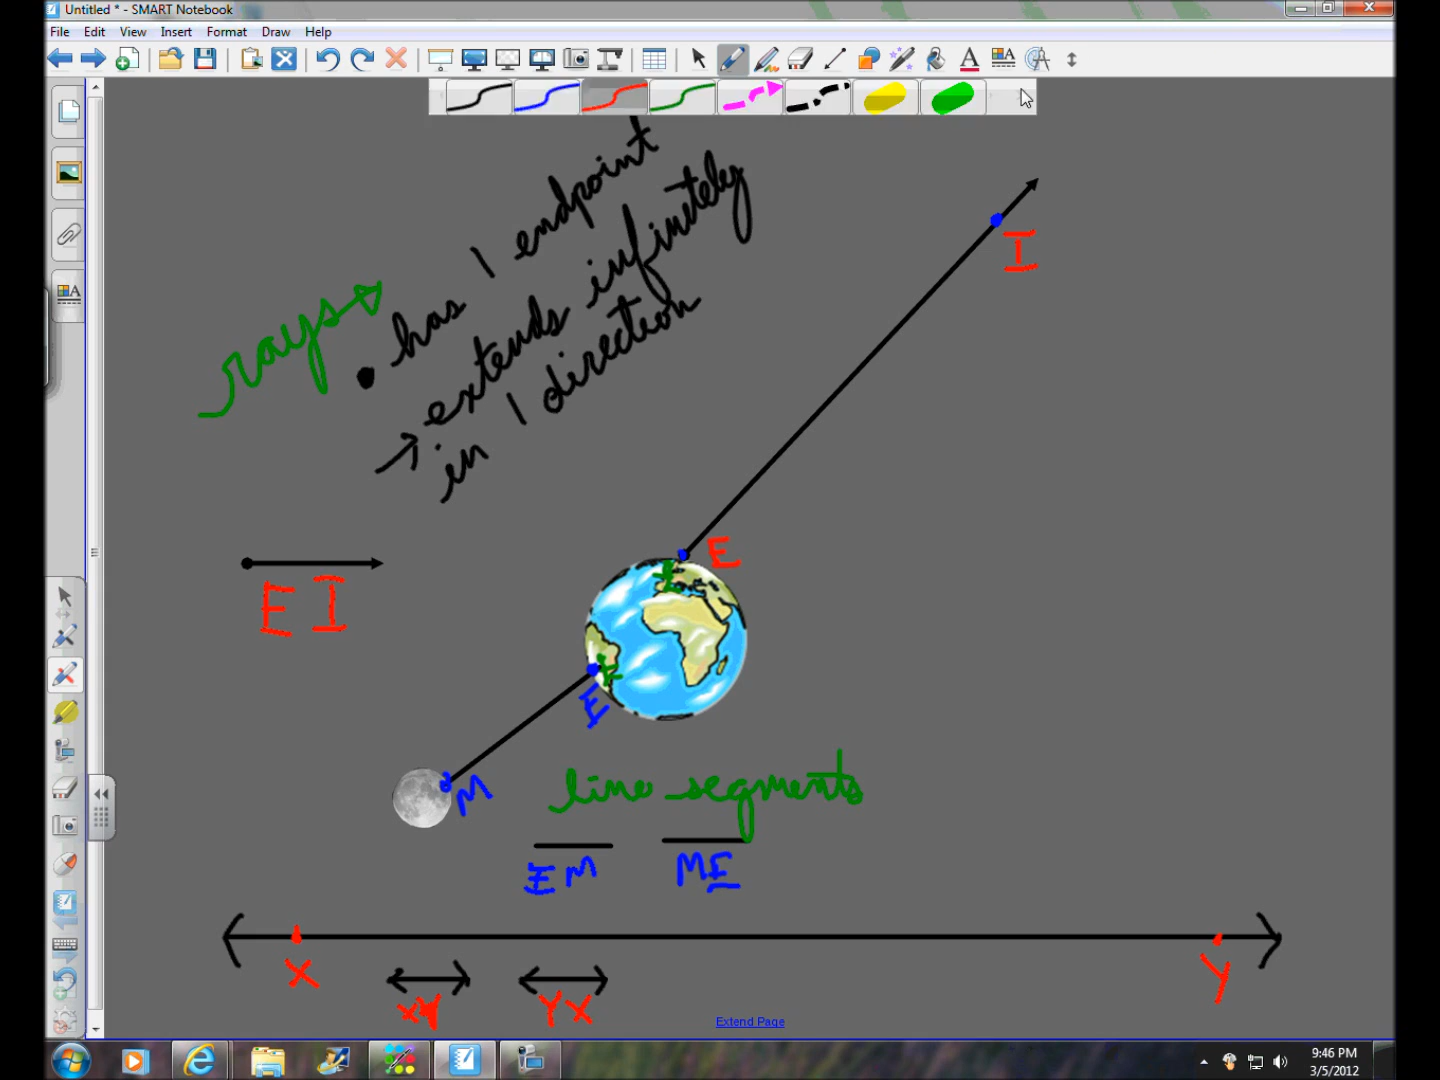 Untitled * - SMART Notebook
File Edit View Insert Format Draw Help
rays
• has 1 endpoint
→ extends infinitely
in 1 direction
I
E
E I
E
M
line segments
EM ME
X Y
XY YX
Extend Page
9:46 PM
3/5/2012